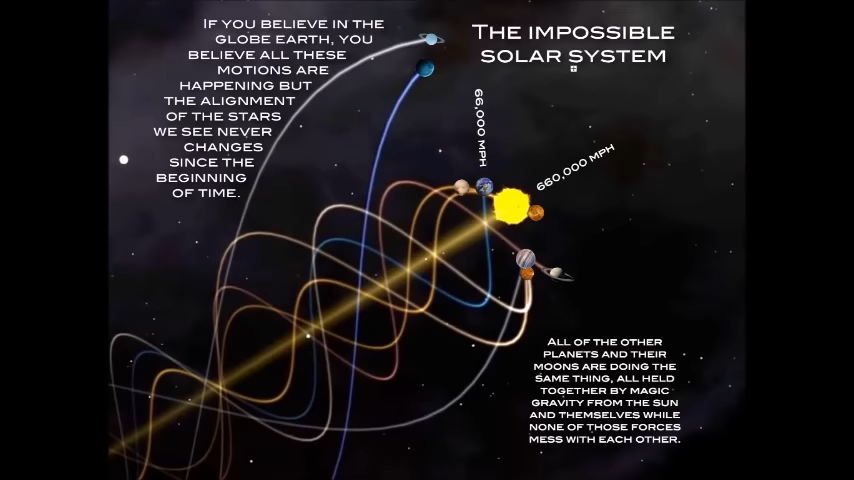 IF YOU BELIEVE IN THE
GLOBE EARTH, YOU
BELIEVE ALL THESE
MOTIONS ARE
HAPPENING BUT
THE ALIGNMENT
OF THE STARS
WE SEE NEVER
CHANGES
SINCE THE
BEGINNING
OF TIME.
THE IMPOSSIBLE
SOLAR SYSTEM
66,000 MPH
660,000 MPH
ALL OF THE OTHER
PLANETS AND THEIR
MOONS ARE DOING THE
SAME THING, ALL HELD
TOGETHER BY MAGIC
GRAVITY FROM THE SUN
AND THEMSELVES WHILE
NONE OF THOSE FORCES
MESS WITH EACH OTHER.